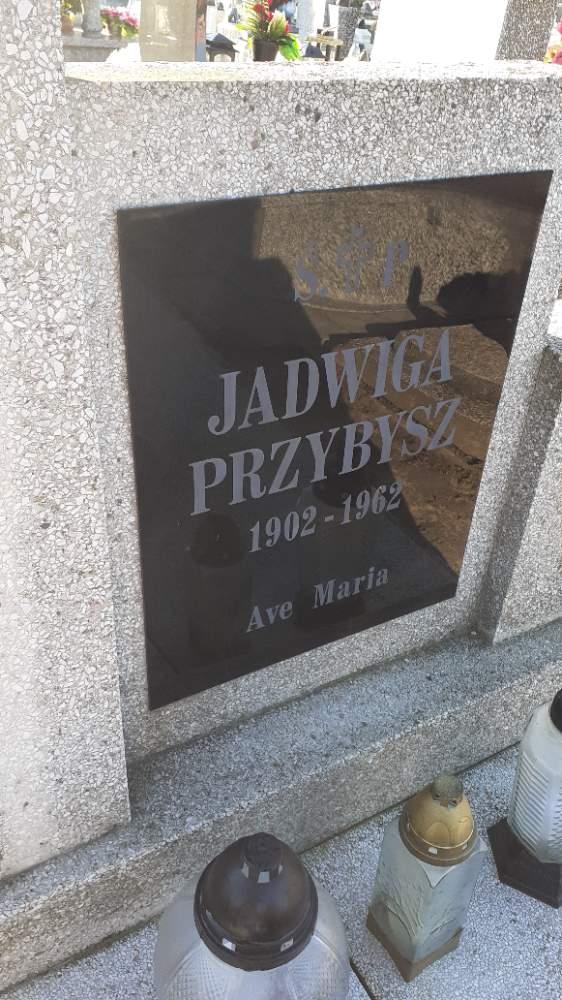 Ś. P
JADWIGA
PRZYBYSZ
1902 - 1962
Ave Maria